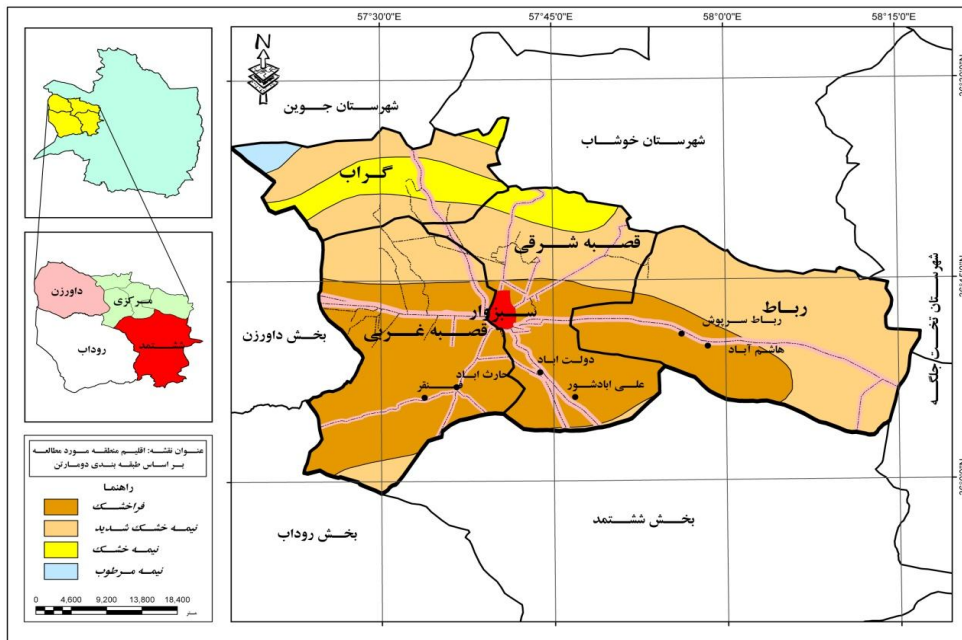 57°30'0"E
57°45'0"E
58°0'0"E
58°15'0"E
N
شهرستان جوین
شهرستان خوشاب
گراب
قصبه شرقی
رباط
سبزوار
قصبه غربی
رباط سرپوش
هاشم آباد
دولت اباد
علی ابادشور
حارث اباد
سنقر
بخش داورزن
بخش روداب
بخش ششتمد
شهرستان تخت جلگه
36°0'0"N
داورزن
مرکزی
روداب
ششتمد
عنوان نقشه: اقلیم منطقه مورد مطالعه
بر اساس طبقه بندی دومارتن
راهنما
فراخشک
نیمه خشک شدید
نیمه خشک
نیمه مرطوب
0 4,600 9,200 13,800 18,400
متر